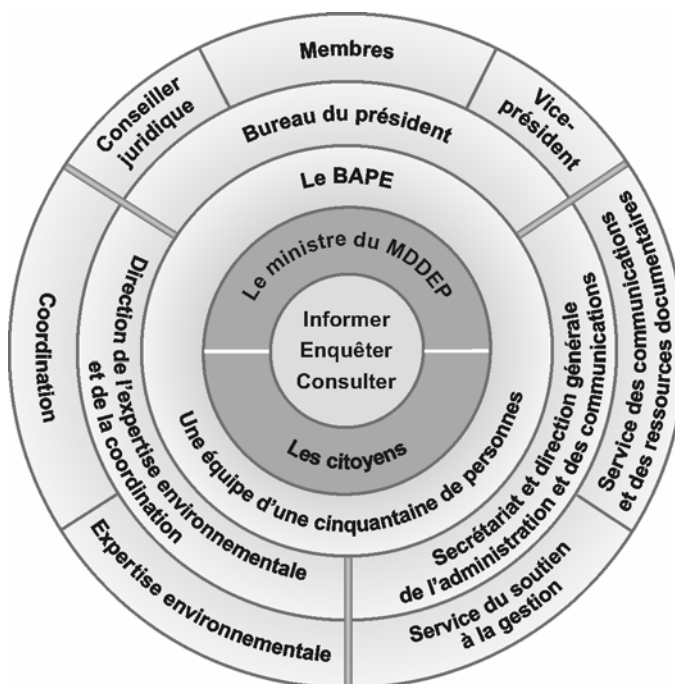 Membres
Conseiller
juridique
Vice-
président
Bureau du président
Le BAPE
Le ministre du MDDEP
Informer
Enquêter
Consulter
Les citoyens
Une équipe d'une cinquantaine de personnes
Coordination
Direction de l'expertise environnementale
et de la coordination
Expertise environnementale
Secrétariat et direction générale
de l'administration et des communications
Service des communications
et des ressources documentaires
Service du soutien
à la gestion